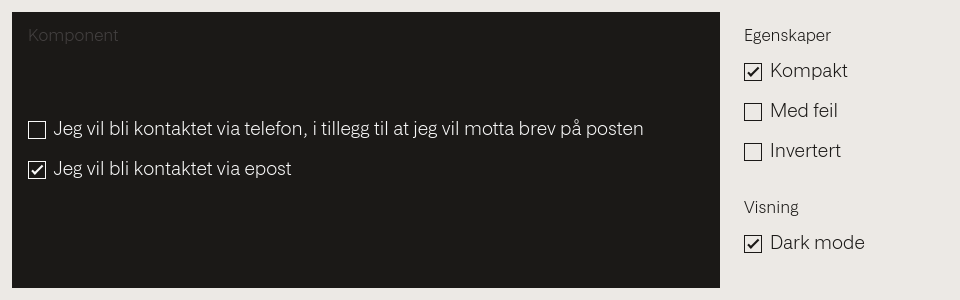 Komponent
Jeg vil bli kontaktet via telefon, i tillegg til at jeg vil motta brev på posten
Jeg vil bli kontaktet via epost
Egenskaper
Kompakt
Med feil
Invertert
Visning
Dark mode